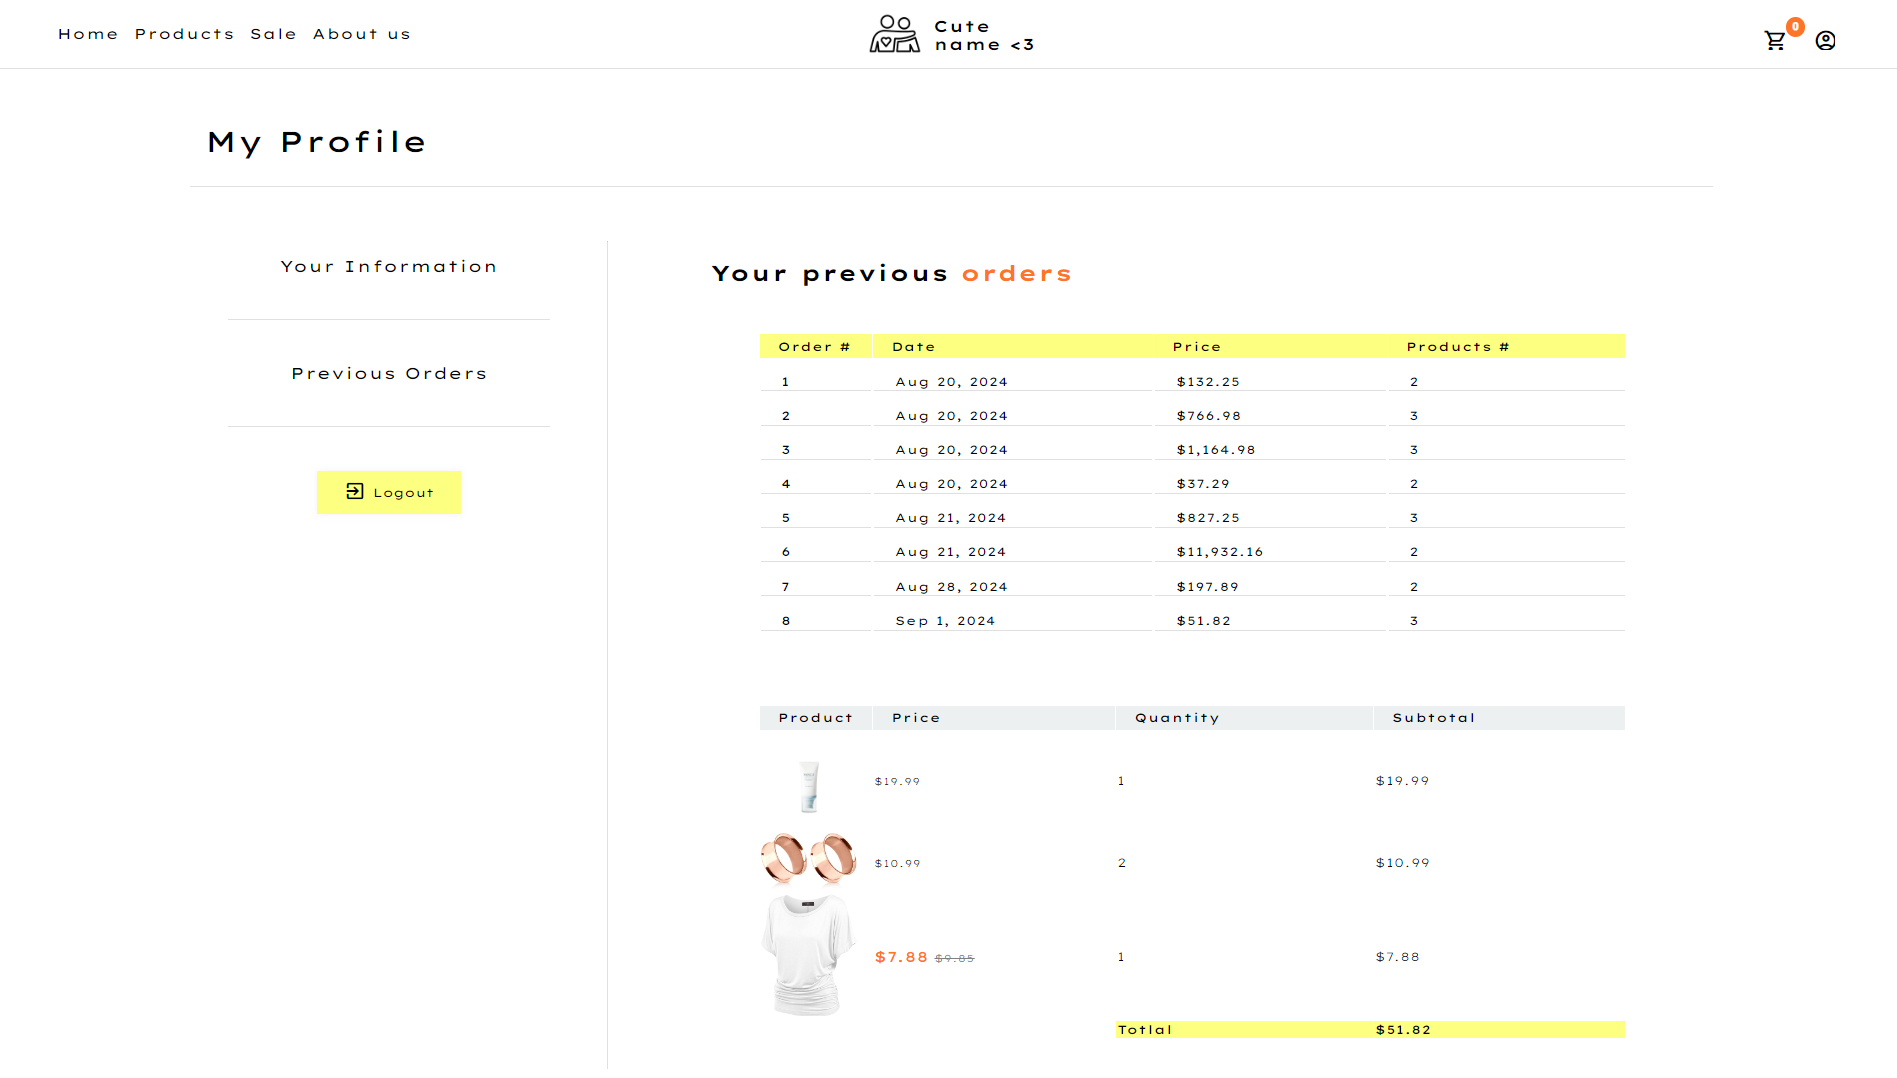 Home Products Sale About us
Cute
name <3
0
My Profile
Your Information
Previous Orders
Logout
Your previous orders
Order # Date Price Products #
1 Aug 20, 2024 $132.25 2
2 Aug 20, 2024 $766.98 3
3 Aug 20, 2024 $1,164.98 3
4 Aug 20, 2024 $37.29 2
5 Aug 21, 2024 $827.25 3
6 Aug 21, 2024 $11,932.16 2
7 Aug 28, 2024 $197.89 2
8 Sep 1, 2024 $51.82 3
Product Price Quantity Subtotal
$19.99 1 $19.99
$10.99 2 $10.99
$7.88 $9.85 1 $7.88
Totlal $51.82